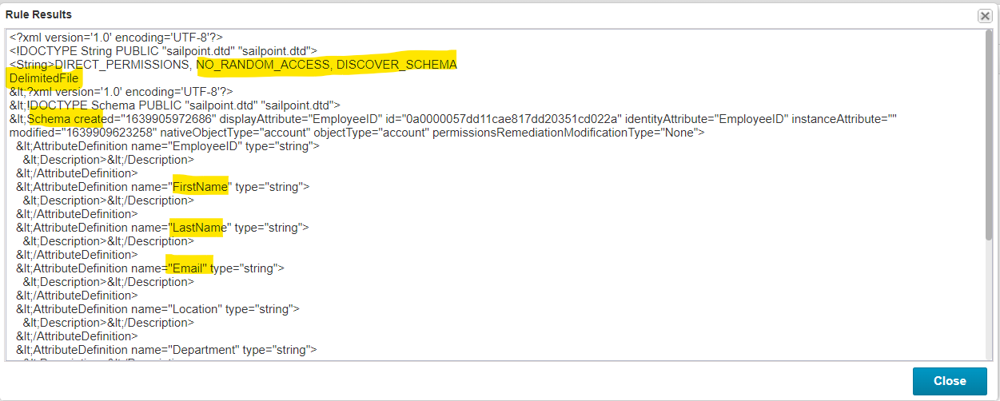 Rule Results
<?xml version='1.0' encoding='UTF-8'?>
<!DOCTYPE String PUBLIC "sailpoint.dtd" "sailpoint.dtd">
<String>DIRECT_PERMISSIONS, NO_RANDOM_ACCESS, DISCOVER_SCHEMA
DelimitedFile
&lt;?xml version='1.0' encoding='UTF-8'?>
&lt;!DOCTYPE Schema PUBLIC "sailpoint.dtd" "sailpoint.dtd">
&lt;Schema created="1639905972686" displayAttribute="EmployeeID" id="0a0000057dd11cae817dd20351cd022a" identityAttribute="EmployeeID" instanceAttribute=""
modified="1639909623258" nativeObjectType="account" objectType="account" permissionsRemediationModificationType="None">
&lt;AttributeDefinition name="EmployeeID" type="string">
&lt;Description>&lt;/Description>
&lt;/AttributeDefinition>
&lt;AttributeDefinition name="FirstName" type="string">
&lt;Description>&lt;/Description>
&lt;/AttributeDefinition>
&lt;AttributeDefinition name="LastName" type="string">
&lt;Description>&lt;/Description>
&lt;/AttributeDefinition>
&lt;AttributeDefinition name="Email" type="string">
&lt;Description>&lt;/Description>
&lt;/AttributeDefinition>
&lt;AttributeDefinition name="Location" type="string">
&lt;Description>&lt;/Description>
&lt;/AttributeDefinition>
&lt;AttributeDefinition name="Department" type="string">
Close